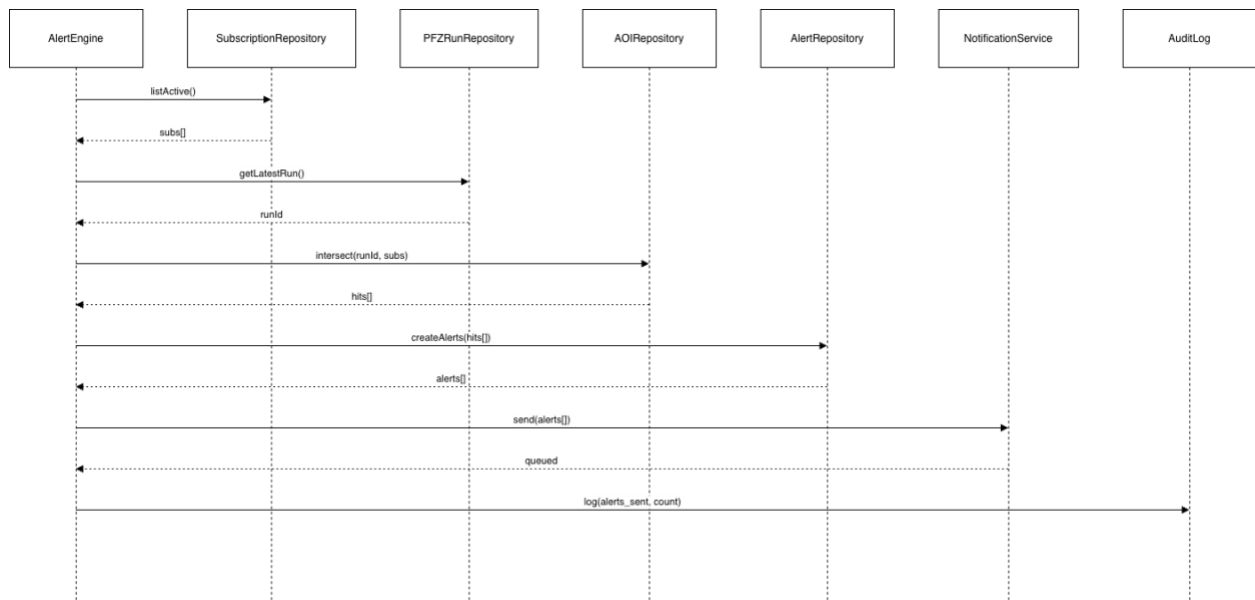 AlertEngine
SubscriptionRepository
PFZRunRepository
AOIRepository
AlertRepository
NotificationService
AuditLog
listActive()
subs[]
getLatestRun()
runId
intersect(runId, subs)
hits[]
createAlerts(hits[])
alerts[]
send(alerts[])
queued
log(alerts_sent, count)